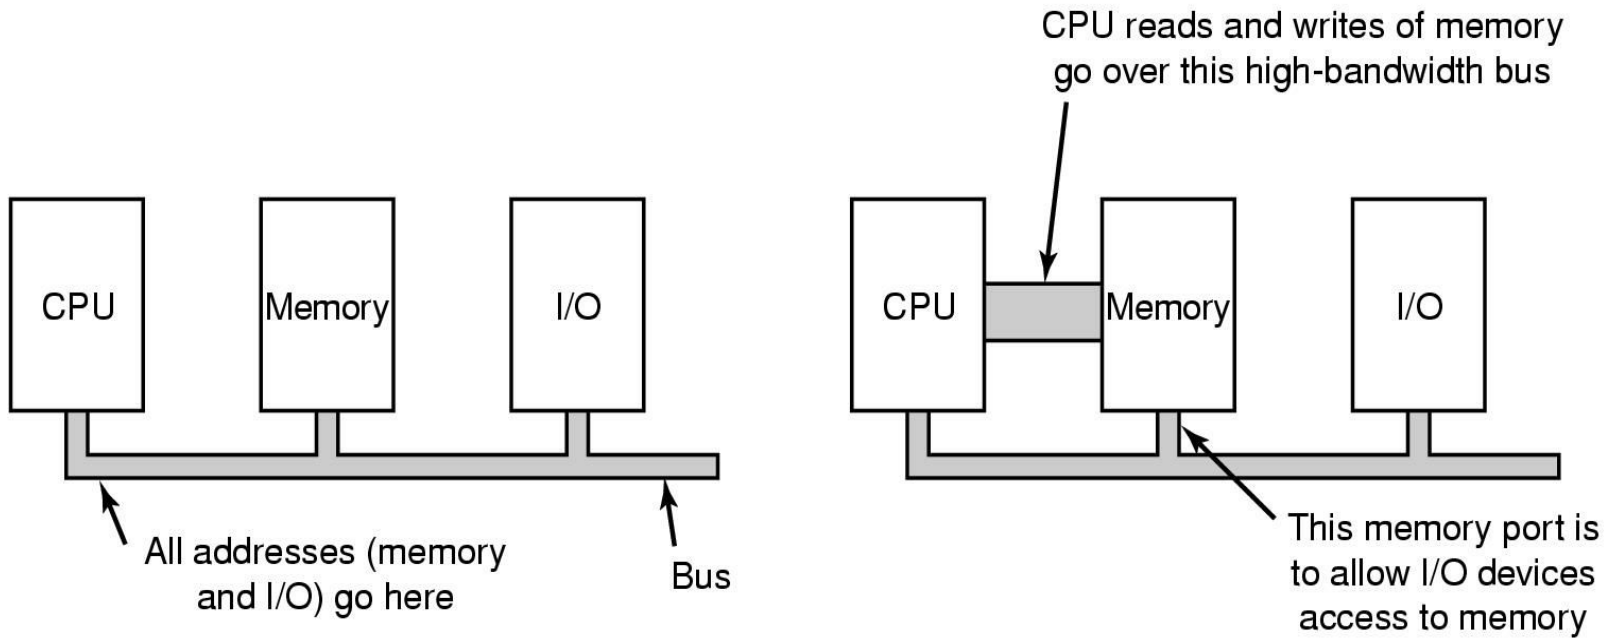 CPU reads and writes of memory
go over this high-bandwidth bus
CPU
Memory
I/O
CPU
Memory
I/O
All addresses (memory
and I/O) go here
Bus
This memory port is
to allow I/O devices
access to memory